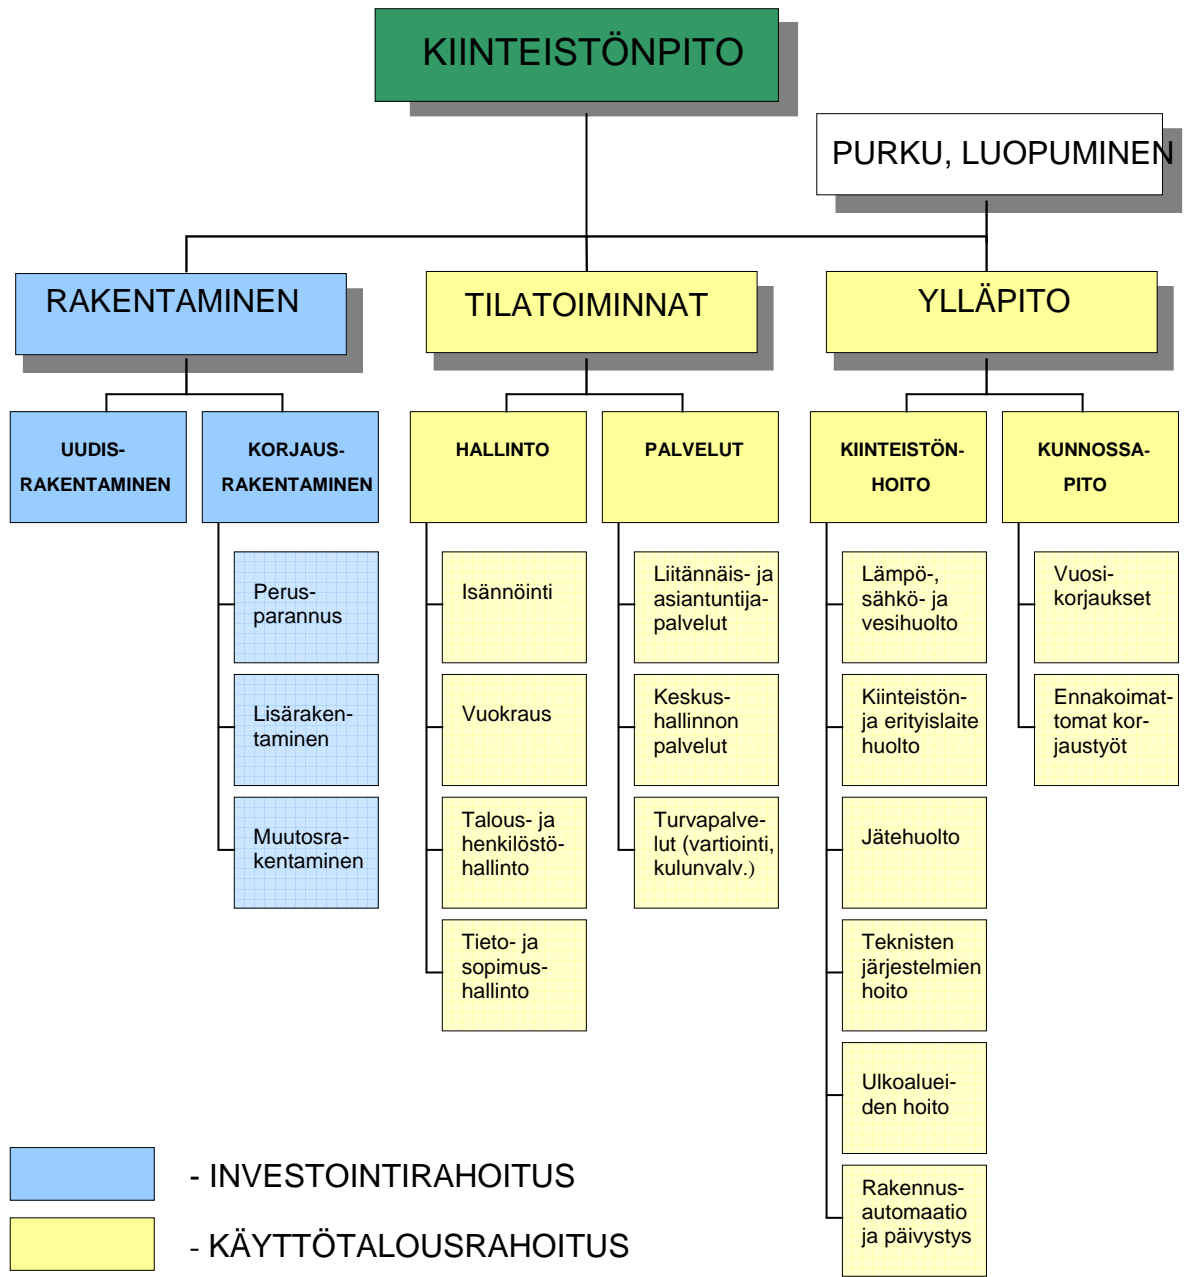 KIINTEISTÖNPITO
PURKU, LUOPUMINEN
RAKENTAMINEN
TILATOIMINNAT
YLLÄPITO
UUDIS-
RAKENTAMINEN
KORJAUS-
RAKENTAMINEN
HALLINTO
PALVELUT
KIINTEISTÖN-
HOITO
KUNNOSSA-
PITO
Perus-
parannus
Lisäraken-
taminen
Muutosra-
kentaminen
Isännöinti
Vuokraus
Talous- ja
henkilöstö-
hallinto
Tieto- ja
sopimus-
hallinto
Liitännäis- ja
asiantuntija-
palvelut
Keskus-
hallinnon
palvelut
Turvapalve-
lut (vartiointi,
kulunvalv.)
Lämpö-,
sähkö- ja
vesihuolto
Kiinteistön-
ja erityislaite
huolto
Jätehuolto
Teknisten
järjestelmien
hoito
Ulkoaluei-
den hoito
Rakennus-
automaatio
ja päivystys
Vuosi-
korjaukset
Ennakoimat-
tomat kor-
jaustyöt
- INVESTOINTIRAHOITUS
- KÄYTTÖTALOUSRAHOITUS